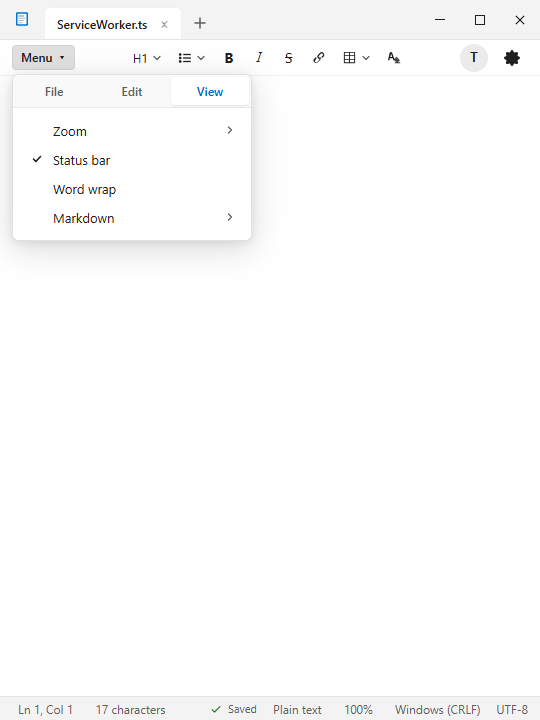 ServiceWorker.ts
Menu H1 B I S T
File Edit View
Zoom
Status bar
Word wrap
Markdown
Ln 1, Col 1 17 characters Saved Plain text 100% Windows (CRLF) UTF-8